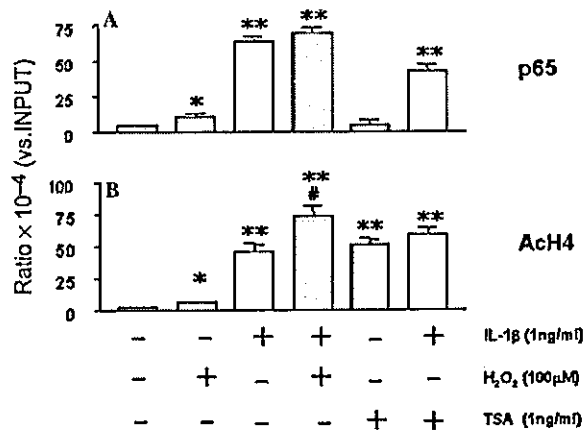 A
75
50
25
0
*
**
**
**
p65
B
100
75
50
25
0
*
**
**
#
**
**
AcH4
Ratio × 10–4 (vs.INPUT)
– – + + – + IL-1β (1ng/ml)
– + – + – – H2O2 (100μM)
– – – – + + TSA (1ng/ml)